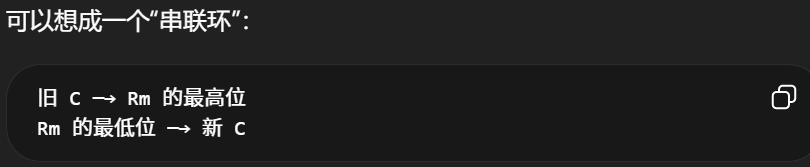 可以想成一个“串联环”：
旧 C ─→ Rm 的最高位
Rm 的最低位 ─→ 新 C